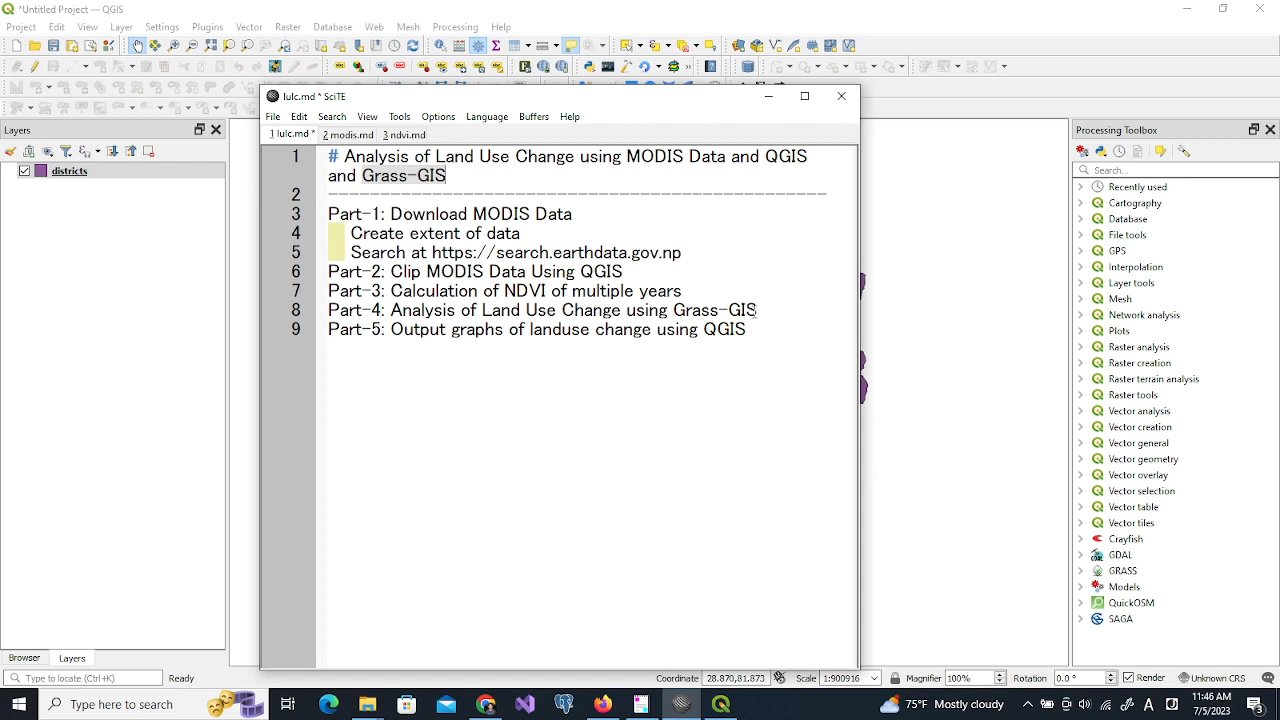 *Untitled Project — QGIS
Project Edit View Layer Settings Plugins Vector Raster Database Web Mesh Processing Help
Layers
districts
Browser Layers
lulc.md * SciTE
File Edit Search View Tools Options Language Buffers Help
1 lulc.md * 2 modis.md 3 ndvi.md
1 # Analysis of Land Use Change using MODIS Data and QGIS
and Grass-GIS
2 ------------------------------------------------------------
3 Part-1: Download MODIS Data
4 Create extent of data
5 Search at https://search.earthdata.gov.np
6 Part-2: Clip MODIS Data Using QGIS
7 Part-3: Calculation of NDVI of multiple years
8 Part-4: Analysis of Land Use Change using Grass-GIS
9 Part-5: Output graphs of landuse change using QGIS
Processing Toolbox
Search...
Recently used
Cartography
Database
File tools
GPS
Interpolation
Layer tools
Mesh
Network analysis
Plots
Raster analysis
Raster creation
Raster terrain analysis
Raster tools
Vector analysis
Vector creation
Vector general
Vector geometry
Vector overlay
Vector selection
Vector table
Vector tiles
Crayfish
GDAL
GRASS
Models
QuickOSM
SAGA
Type to locate (Ctrl+K) Ready Coordinate 28.870,81.873 Scale 1:900916 Magnifier 100% Rotation 0.0 ° Render Unknown CRS
Type here to search 75°F Mostly cloudy 11:46 AM
7/5/2023